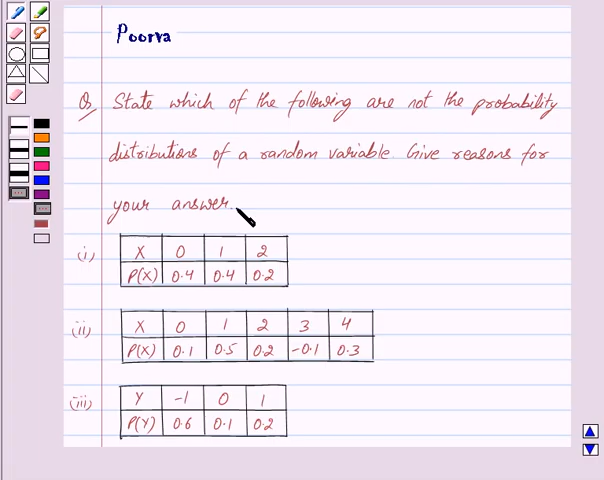 Poorva
Q. State which of the following are not the probability
distributions of a random variable. Give reasons for
your answer.
(i) X 0 1 2
P(X) 0.4 0.4 0.2
(ii) X 0 1 2 3 4
P(X) 0.1 0.5 0.2 -0.1 0.3
(iii) Y -1 0 1
P(Y) 0.6 0.1 0.2